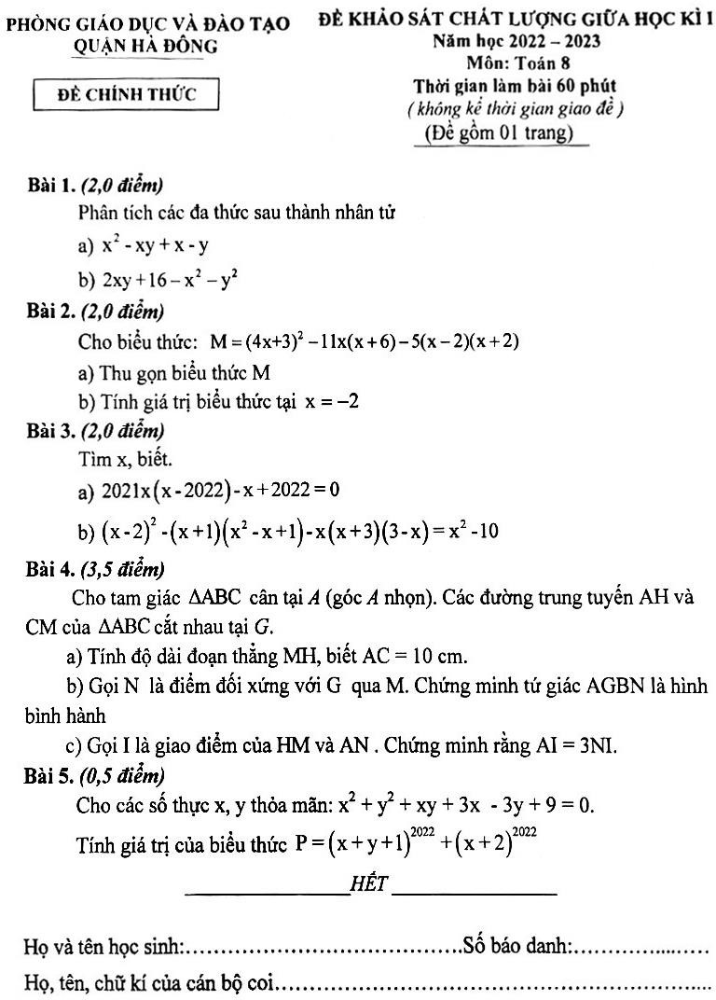 PHÒNG GIÁO DỤC VÀ ĐÀO TẠO
QUẬN HÀ ĐÔNG
ĐỀ CHÍNH THỨC
ĐỀ KHẢO SÁT CHẤT LƯỢNG GIỮA HỌC KÌ I
Năm học 2022 – 2023
Môn: Toán 8
Thời gian làm bài 60 phút
( không kể thời gian giao đề )
(Đề gồm 01 trang)
Bài 1. (2,0 điểm)
Phân tích các đa thức sau thành nhân tử
a) x² - xy + x - y
b) 2xy + 16 – x² – y²
Bài 2. (2,0 điểm)
Cho biểu thức: M = (4x+3)² – 11x(x + 6) – 5(x – 2)(x + 2)
a) Thu gọn biểu thức M
b) Tính giá trị biểu thức tại x = –2
Bài 3. (2,0 điểm)
Tìm x, biết.
a) 2021x(x - 2022) - x + 2022 = 0
b) (x - 2)² - (x + 1)(x² - x + 1) - x(x + 3)(3 - x) = x² - 10
Bài 4. (3,5 điểm)
Cho tam giác ΔABC cân tại A (góc A nhọn). Các đường trung tuyến AH và
CM của ΔABC cắt nhau tại G.
a) Tính độ dài đoạn thẳng MH, biết AC = 10 cm.
b) Gọi N là điểm đối xứng với G qua M. Chứng minh tứ giác AGBN là hình
bình hành
c) Gọi I là giao điểm của HM và AN . Chứng minh rằng AI = 3NI.
Bài 5. (0,5 điểm)
Cho các số thực x, y thỏa mãn: x² + y² + xy + 3x - 3y + 9 = 0.
Tính giá trị của biểu thức P = (x + y + 1)²⁰²² + (x + 2)²⁰²²
HẾT
Họ và tên học sinh:..........................................Số báo danh:.....................
Họ, tên, chữ kí của cán bộ coi...................................................................